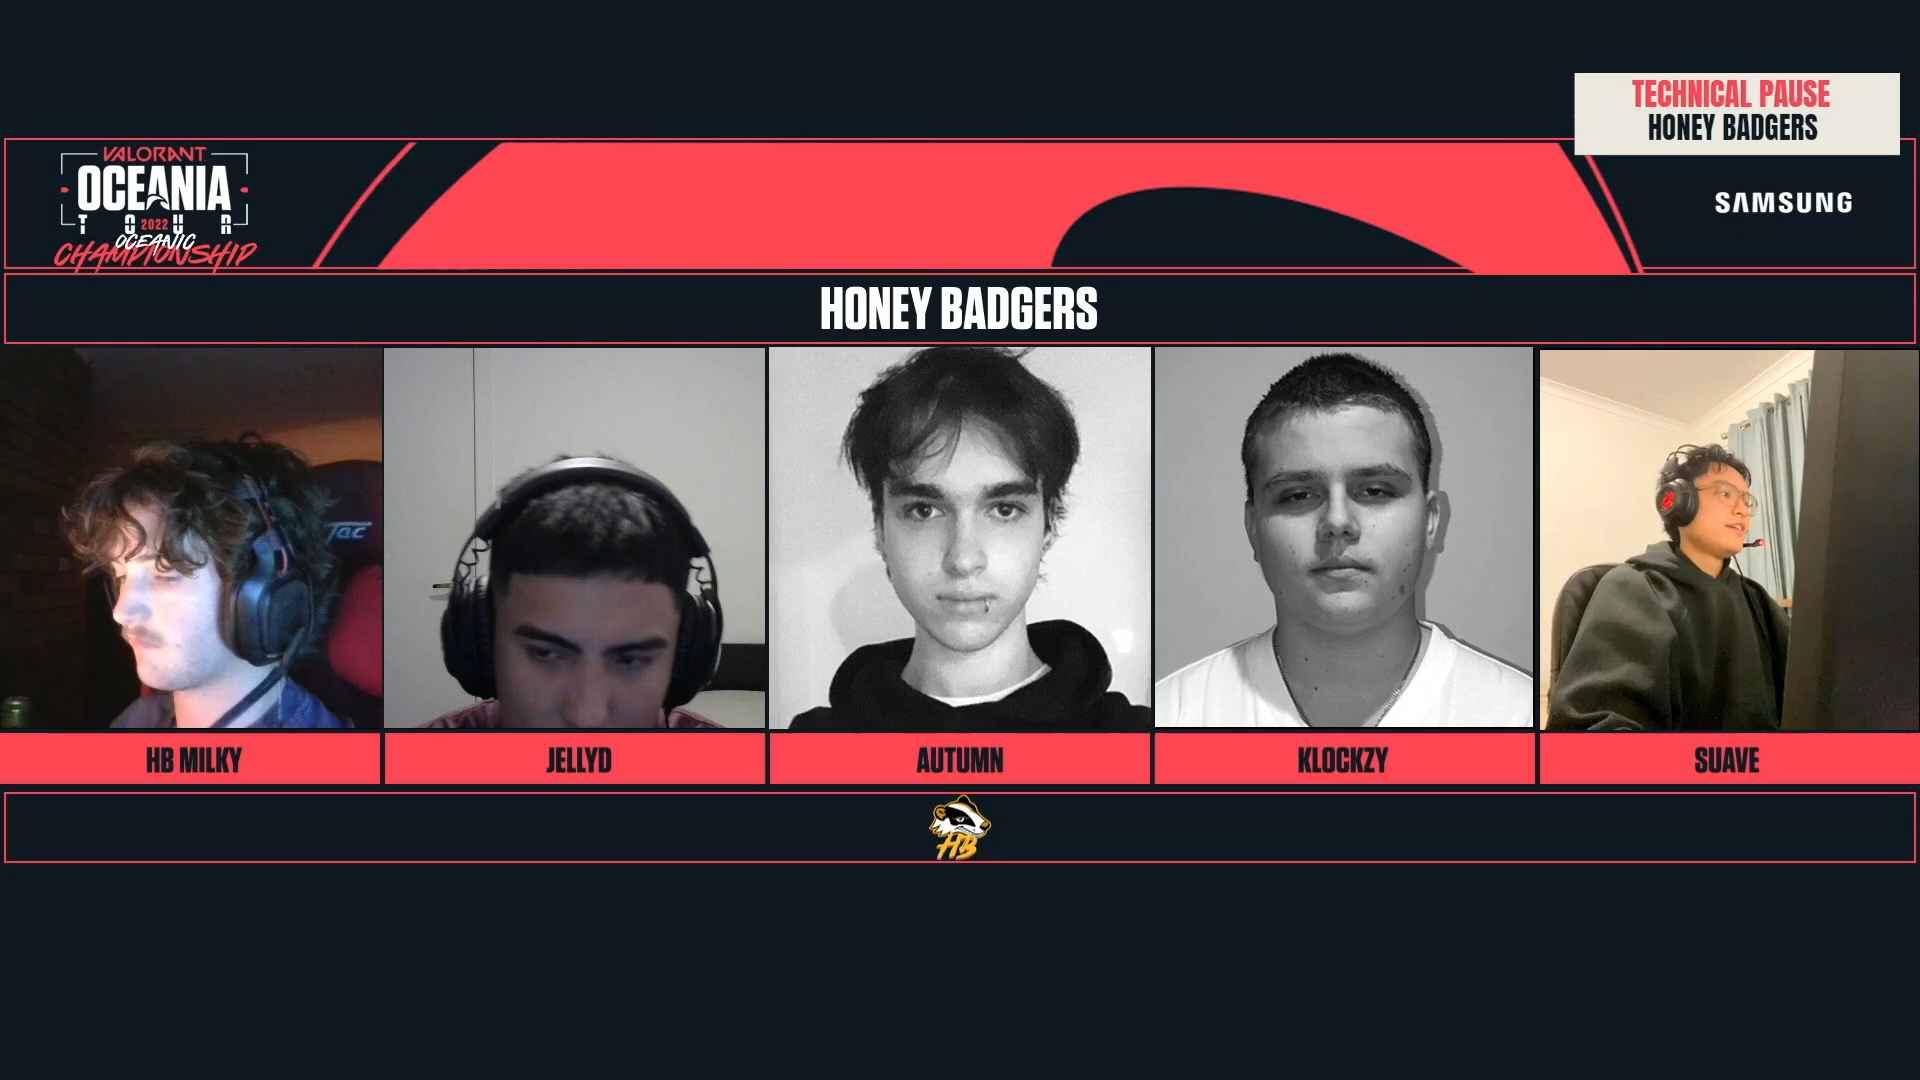 TECHNICAL PAUSE
HONEY BADGERS
VALORANT
OCEANIA
TOUR
2022
OCEANIC
CHAMPIONSHIP
SAMSUNG
HONEY BADGERS
Tac
HB MILKY
JELLYD
AUTUMN
KLOCKZY
SUAVE
HB